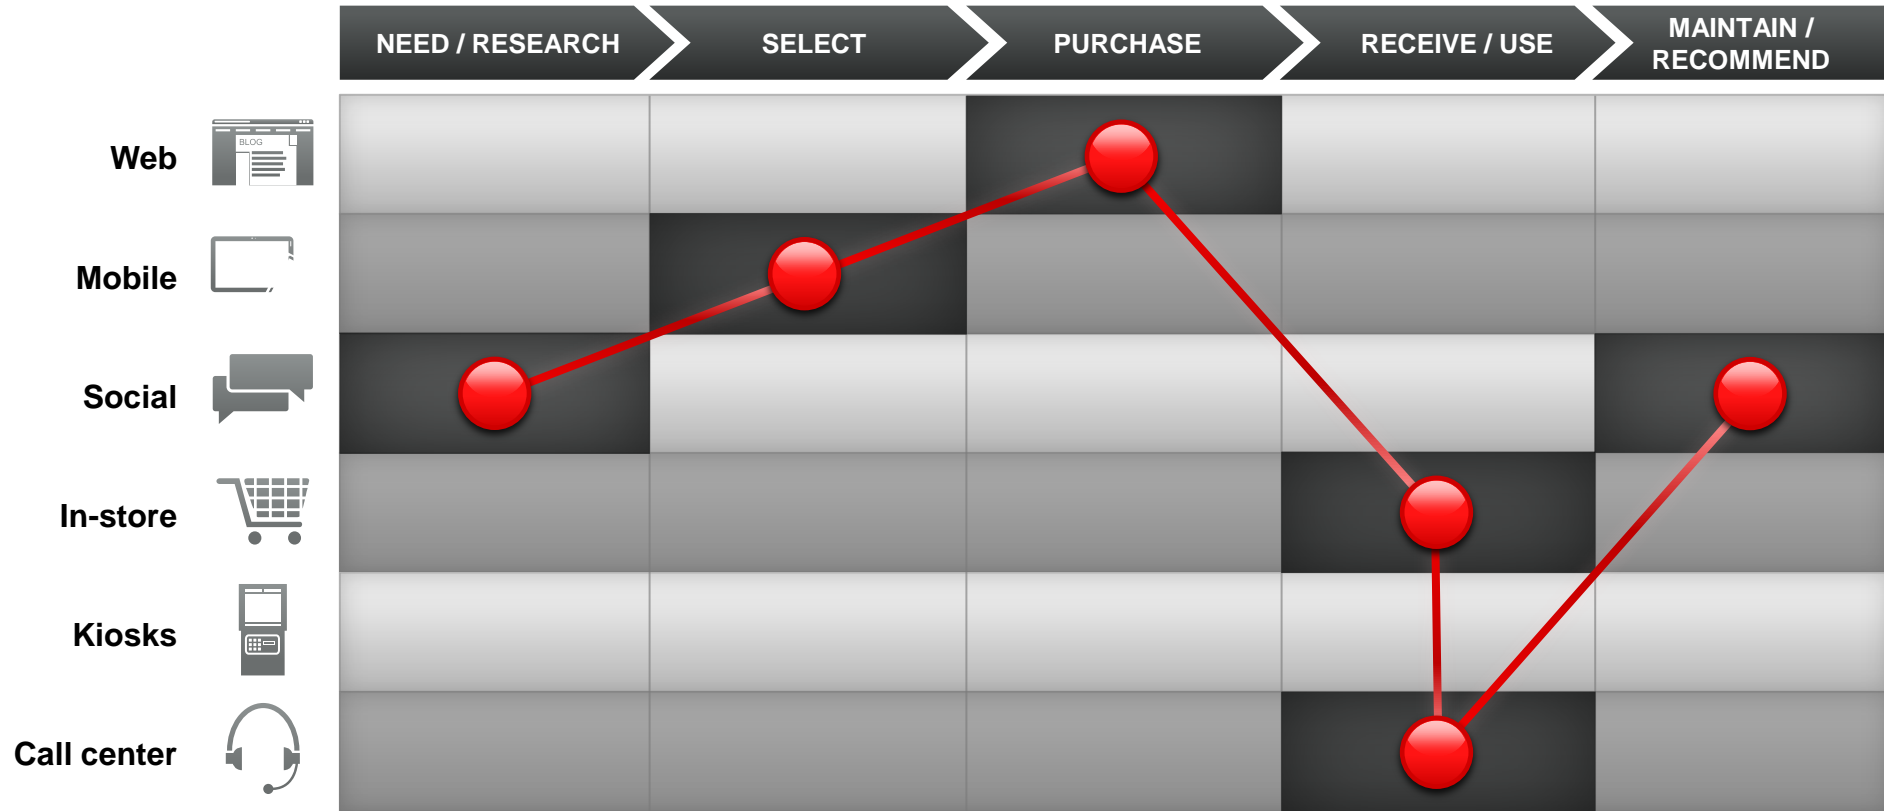 NEED / RESEARCH
SELECT
PURCHASE
RECEIVE / USE
MAINTAIN /
RECOMMEND
Web
BLOG
Mobile
Social
In-store
Kiosks
Call center